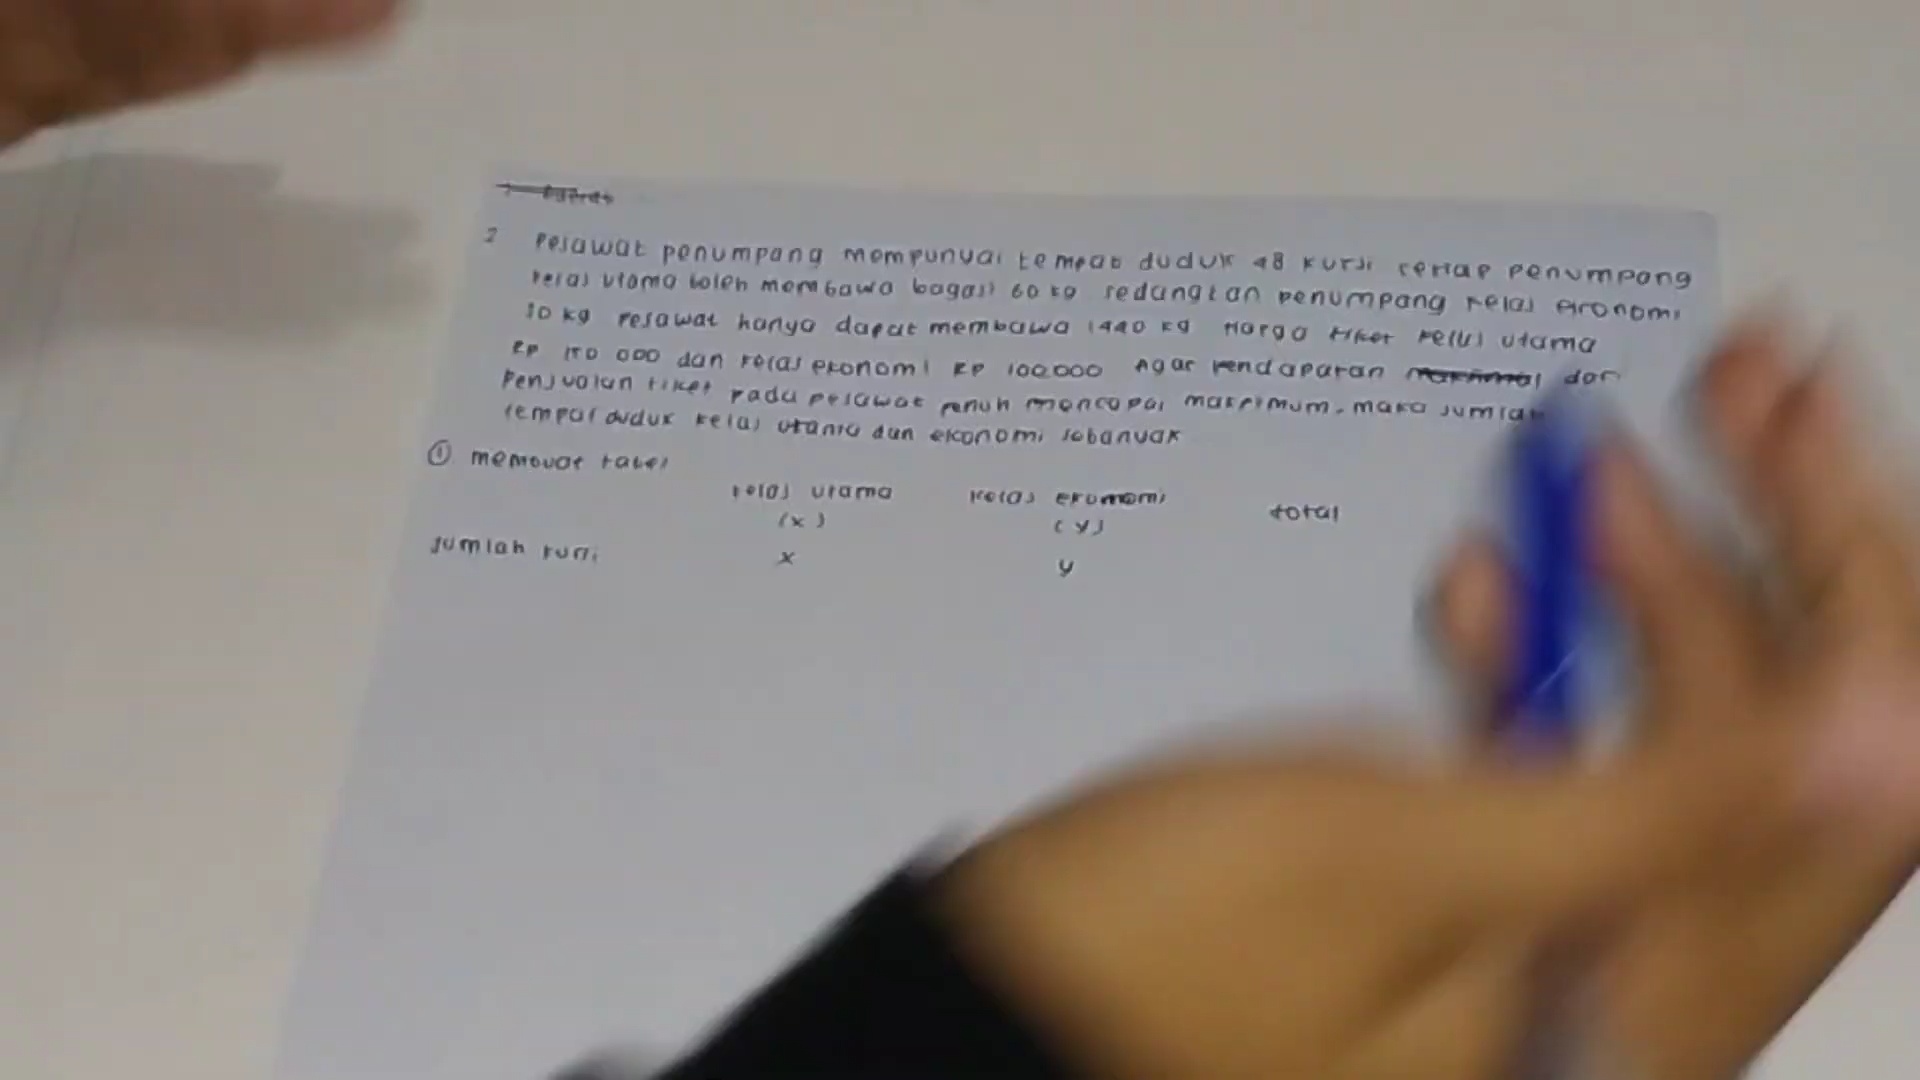 2 Pesawat penumpang mempunyai tempat duduk 48 kursi setiap penumpang
kelas utama boleh membawa bagasi 60 kg sedangkan penumpang kelas ekonomi
20 kg pesawat hanya dapat membawa 1440 kg Harga tiket kelas utama
Rp 150 000 dan kelas ekonomi Rp 100.000 Agar pendapatan dari
Penjualan tiket pada pesawat penuh mencapai maksimum, maka jumlah
tempat duduk kelas utama dan ekonomi sebanyak
① membuat tabel
kelas utama kelas ekonomi total
(x) (y)
Jumlah kursi x y